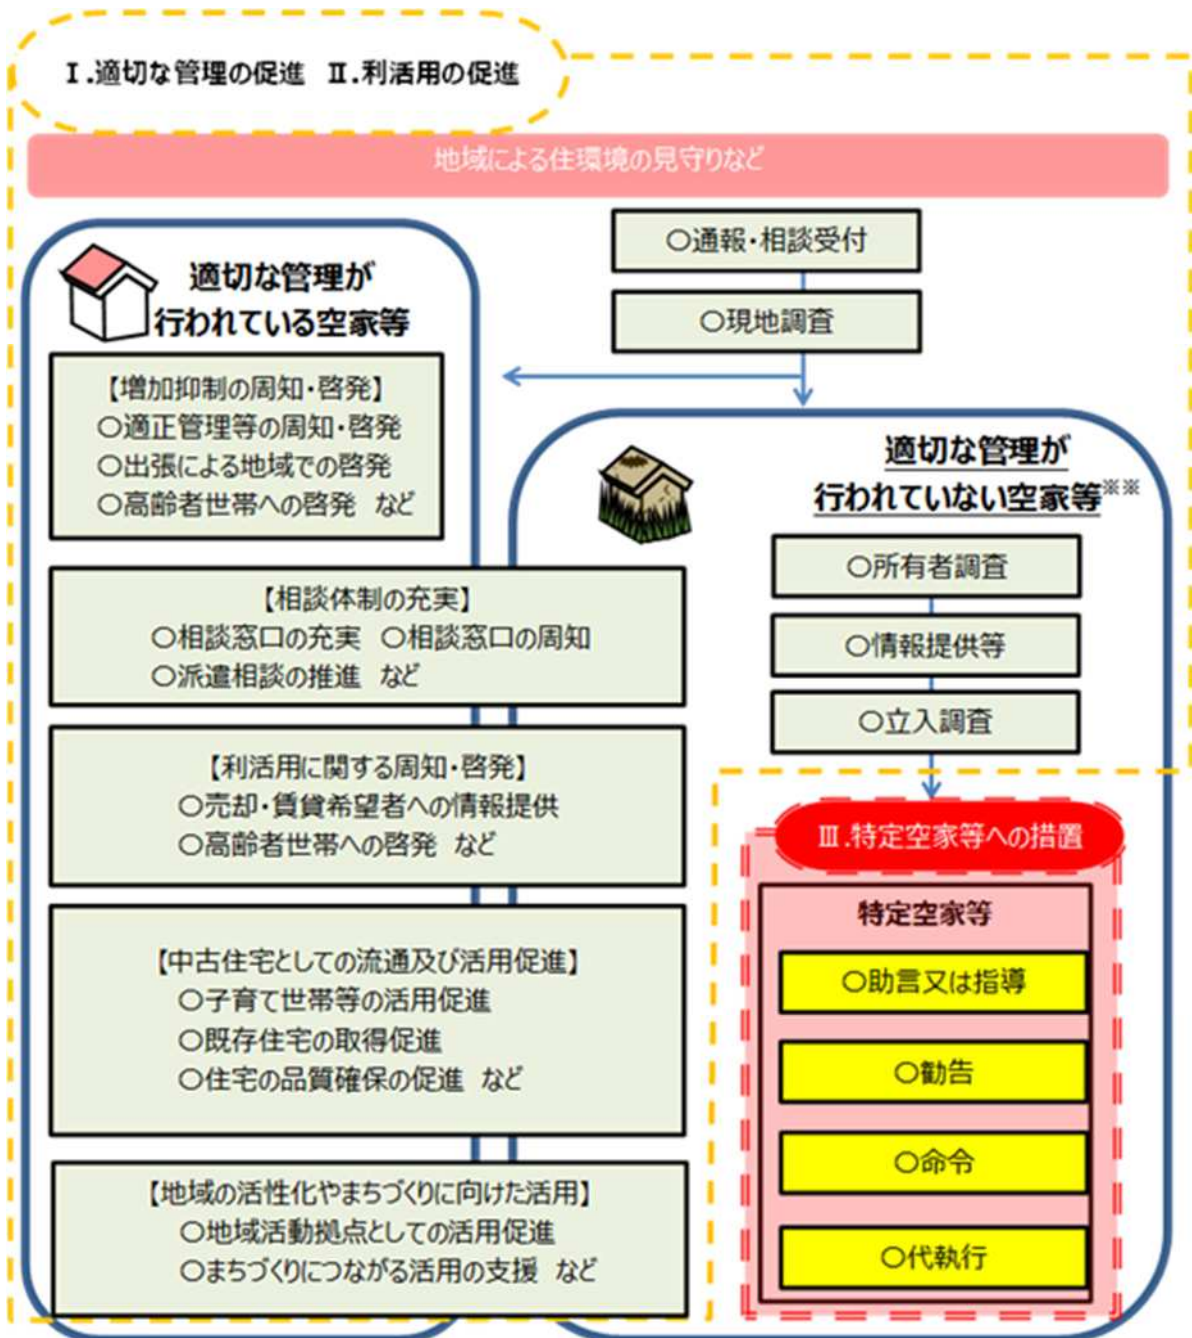 Ⅰ.適切な管理の促進 Ⅱ.利活用の促進
地域による住環境の見守りなど
○通報・相談受付
○現地調査
適切な管理が
行われている空家等
【増加抑制の周知・啓発】
○適正管理等の周知・啓発
○出張による地域での啓発
○高齢者世帯への啓発 など
【相談体制の充実】
○相談窓口の充実 ○相談窓口の周知
○派遣相談の推進 など
【利活用に関する周知・啓発】
○売却・賃貸希望者への情報提供
○高齢者世帯への啓発 など
【中古住宅としての流通及び活用促進】
○子育て世帯等の活用促進
○既存住宅の取得促進
○住宅の品質確保の促進 など
【地域の活性化やまちづくりに向けた活用】
○地域活動拠点としての活用促進
○まちづくりにつながる活用の支援 など
適切な管理が
行われていない空家等※※
○所有者調査
○情報提供等
○立入調査
Ⅲ.特定空家等への措置
特定空家等
○助言又は指導
○勧告
○命令
○代執行